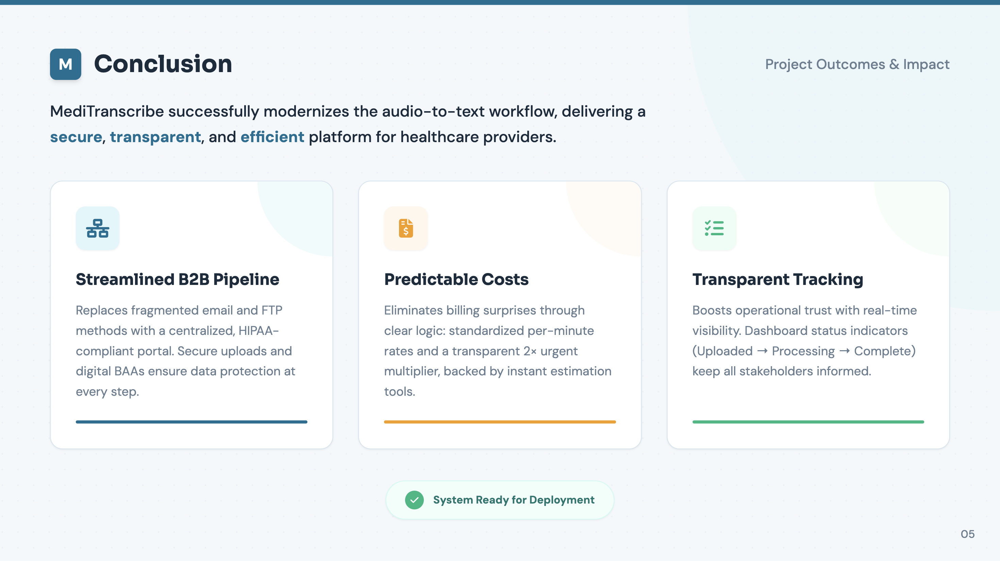 M
Conclusion
Project Outcomes & Impact
MediTranscribe successfully modernizes the audio-to-text workflow, delivering a
secure, transparent, and efficient platform for healthcare providers.
Streamlined B2B Pipeline
Replaces fragmented email and FTP
methods with a centralized, HIPAA-
compliant portal. Secure uploads and
digital BAAs ensure data protection at
every step.
$
Predictable Costs
Eliminates billing surprises through
clear logic: standardized per-minute
rates and a transparent 2× urgent
multiplier, backed by instant estimation
tools.
Transparent Tracking
Boosts operational trust with real-time
visibility. Dashboard status indicators
(Uploaded → Processing → Complete)
keep all stakeholders informed.
System Ready for Deployment
05